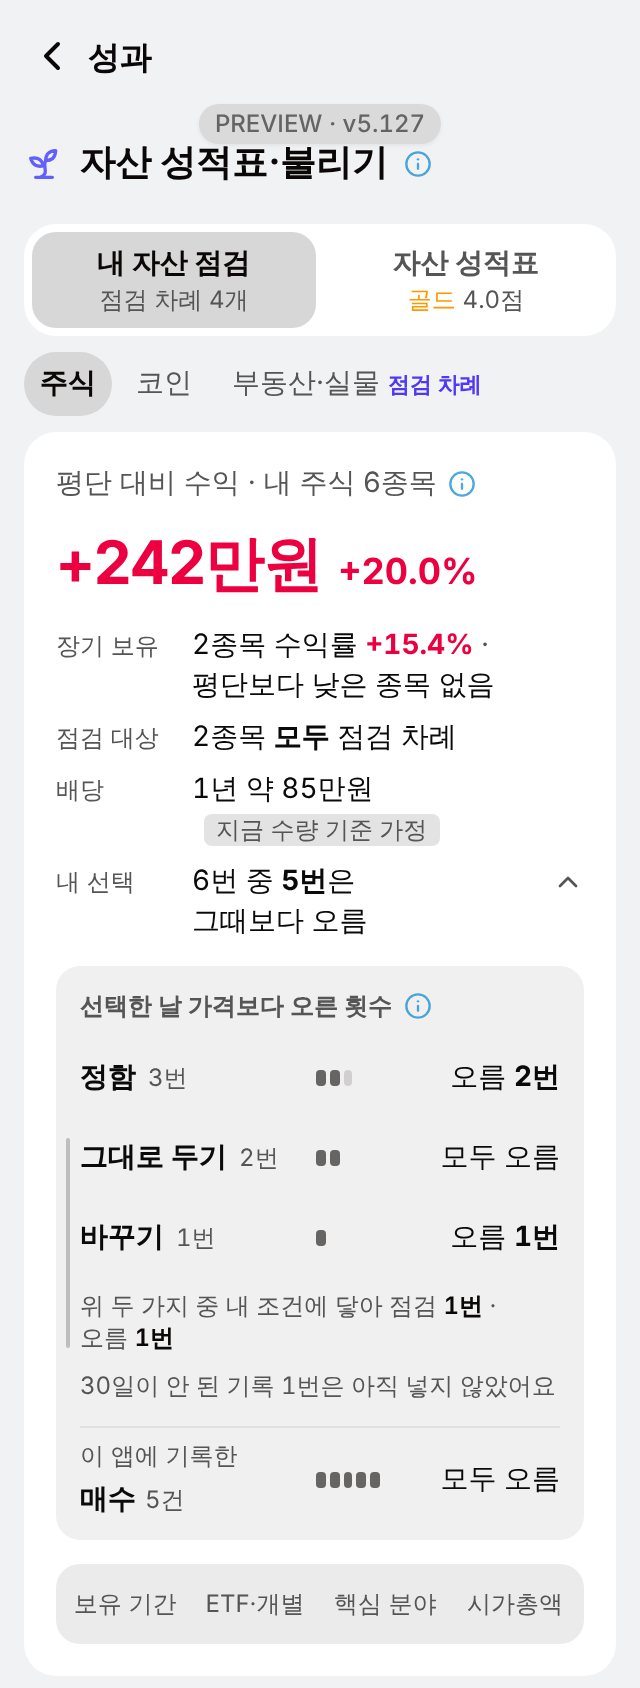 성과
PREVIEW · v5.127
자산 성적표·불리기
내 자산 점검
점검 차례 4개
자산 성적표
골드 4.0점
주식 코인 부동산·실물 점검 차례
평단 대비 수익 · 내 주식 6종목
+242만원 +20.0%
장기 보유 2종목 수익률 +15.4% ·
평단보다 낮은 종목 없음
점검 대상 2종목 모두 점검 차례
배당 1년 약 85만원
지금 수량 기준 가정
내 선택 6번 중 5번은
그때보다 오름
선택한 날 가격보다 오른 횟수
정함 3번 오름 2번
그대로 두기 2번 모두 오름
바꾸기 1번 오름 1번
위 두 가지 중 내 조건에 닿아 점검 1번 ·
오름 1번
30일이 안 된 기록 1번은 아직 넣지 않았어요
이 앱에 기록한
매수 5건 모두 오름
보유 기간 ETF·개별 핵심 분야 시가총액